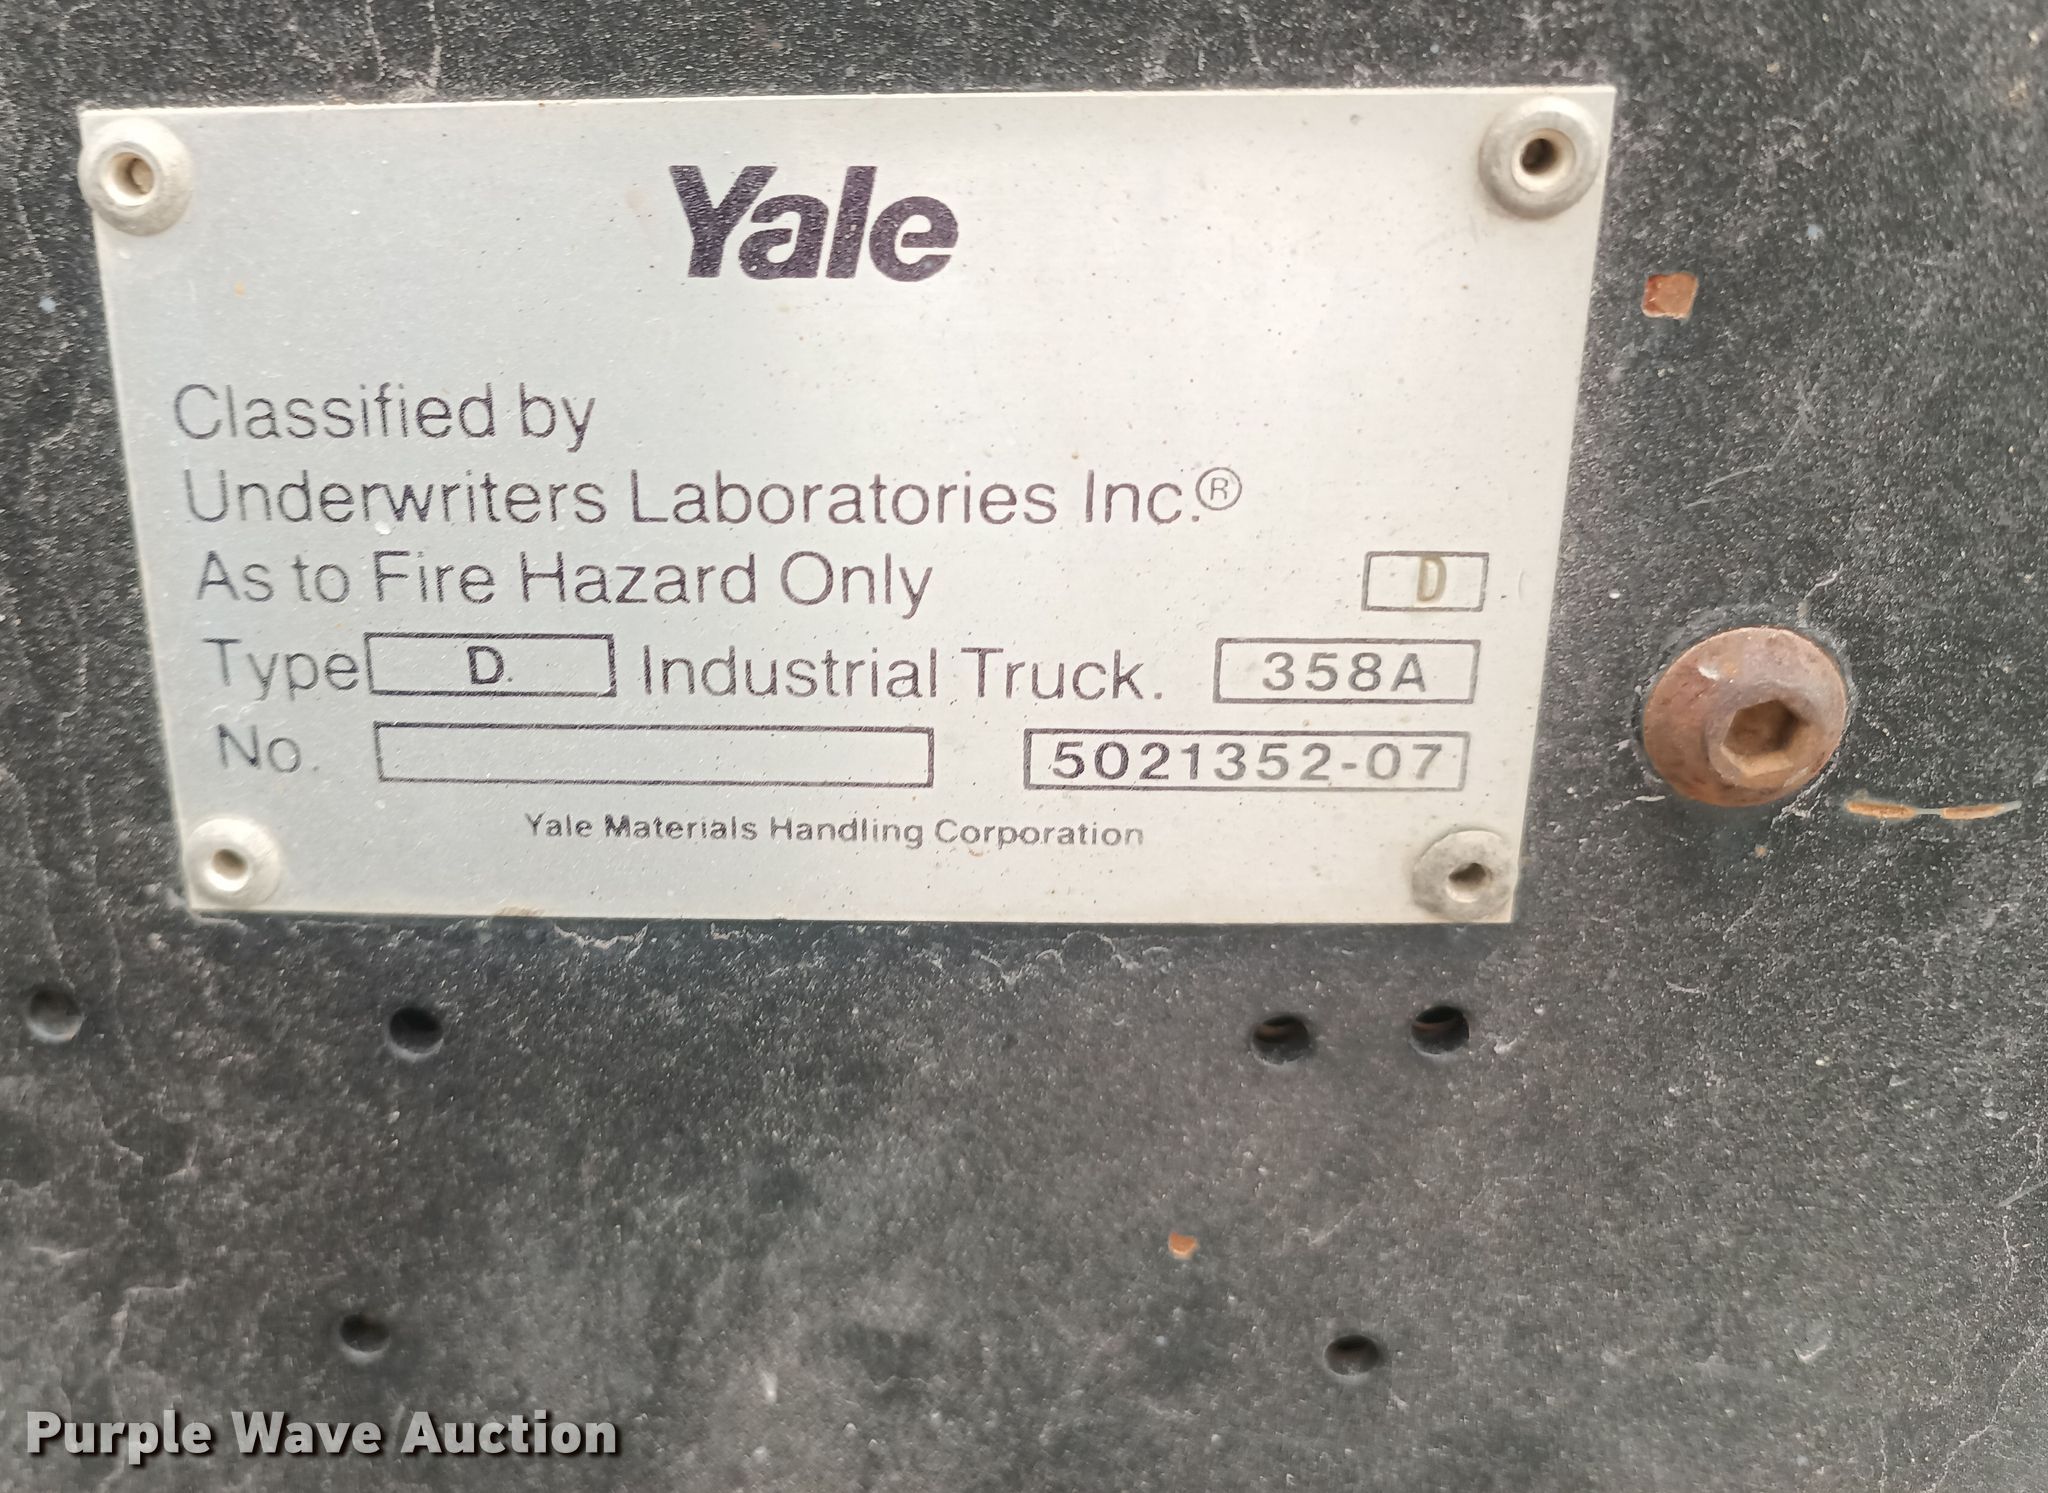 Yale
Classified by
Underwriters Laboratories Inc.®
As to Fire Hazard Only D
Type D Industrial Truck. 358A
No. 5021352-07
Yale Materials Handling Corporation
Purple Wave Auction